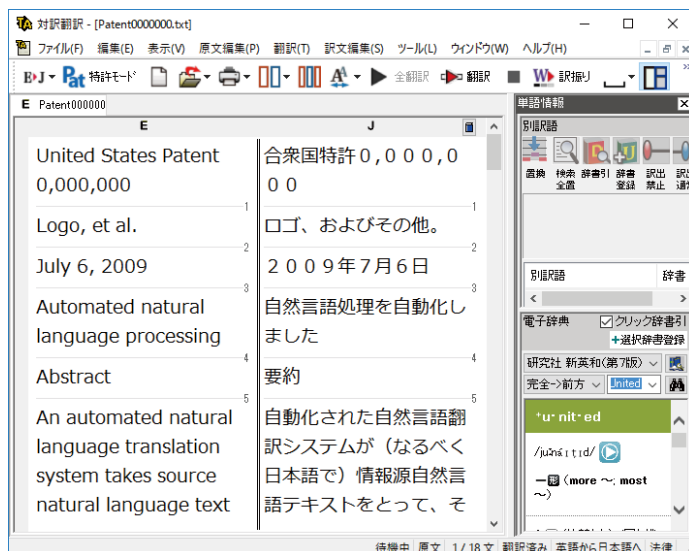 対訳翻訳 - [Patent0000000.txt]
ファイル(F) 編集(E) 表示(V) 原文編集(P) 翻訳(T) 訳文編集(S) ツール(L) ウィンドウ(W) ヘルプ(H)
E▸J Pat 特許モード 全翻訳 翻訳 W 訳振り
E Patent000000
単語情報
別訳語
置換 検索全置 辞書引 辞書登録 訳出禁止
E J
United States Patent
0,000,000
合衆国特許０,０００,０
００
1 1
Logo, et al.
ロゴ、およびその他。
2 2
July 6, 2009
２００９年７月６日
3 3
Automated natural
language processing
自然言語処理を自動化し
ました
4 4
Abstract
要約
5 5
An automated natural
language translation
system takes source
natural language text
自動化された自然言語翻
訳システムが（なるべく
日本語で）情報源自然言
語テキストをとって、そ
別訳語 辞書
電子辞典 クリック辞書引
+選択辞書登録
研究社 新英和(第7版)
完全->前方 United
⁺u·nit·ed
(more ～; most
～)
待機中 原文 1/18文 翻訳済み 英語から日本語へ 法律